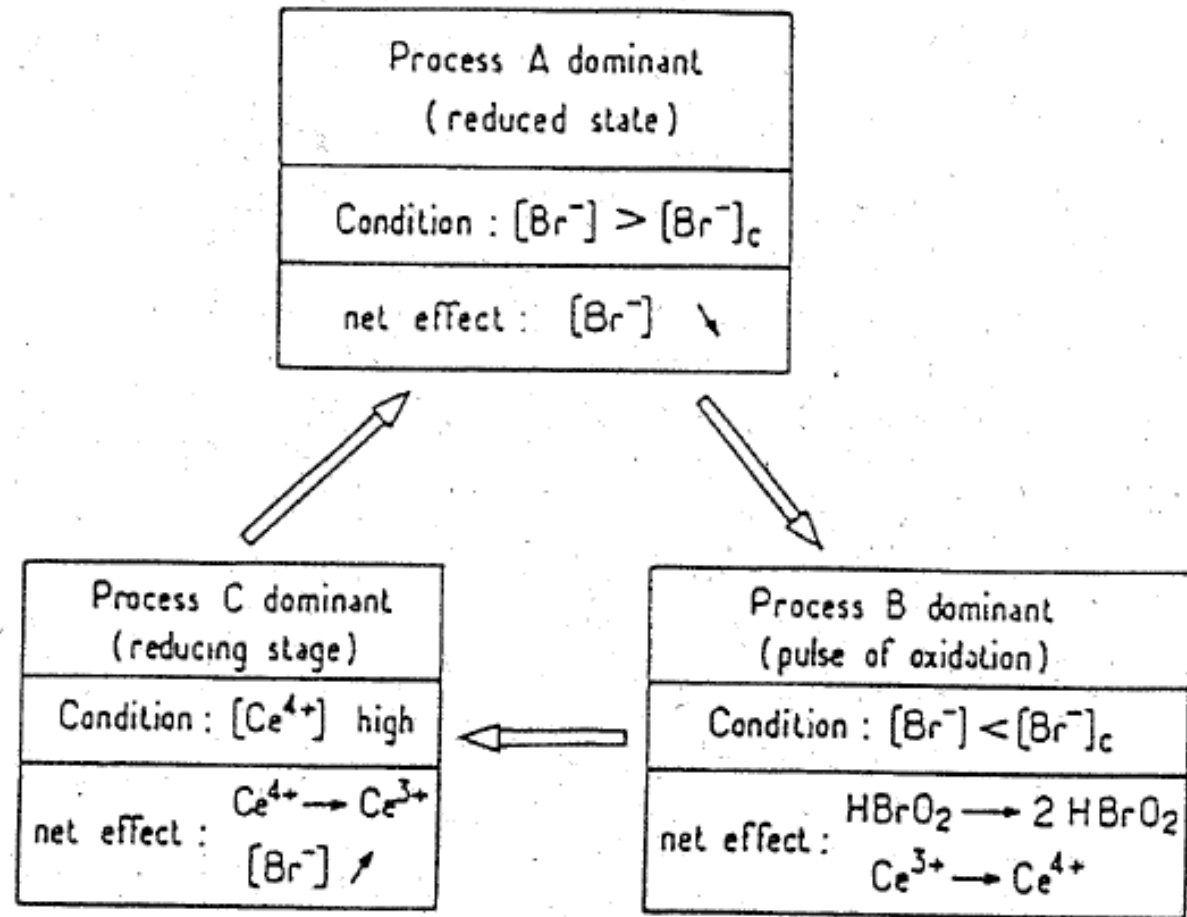 Process A dominant
(reduced state)
Condition : [Br⁻] > [Br⁻]c
net effect : [Br⁻] ↘
Process C dominant
(reducing stage)
Condition : [Ce⁴⁺] high
net effect : Ce⁴⁺ → Ce³⁺
[Br⁻] ↗
Process B dominant
(pulse of oxidation)
Condition : [Br⁻] < [Br⁻]c
net effect : HBrO₂ → 2 HBrO₂
Ce³⁺ → Ce⁴⁺